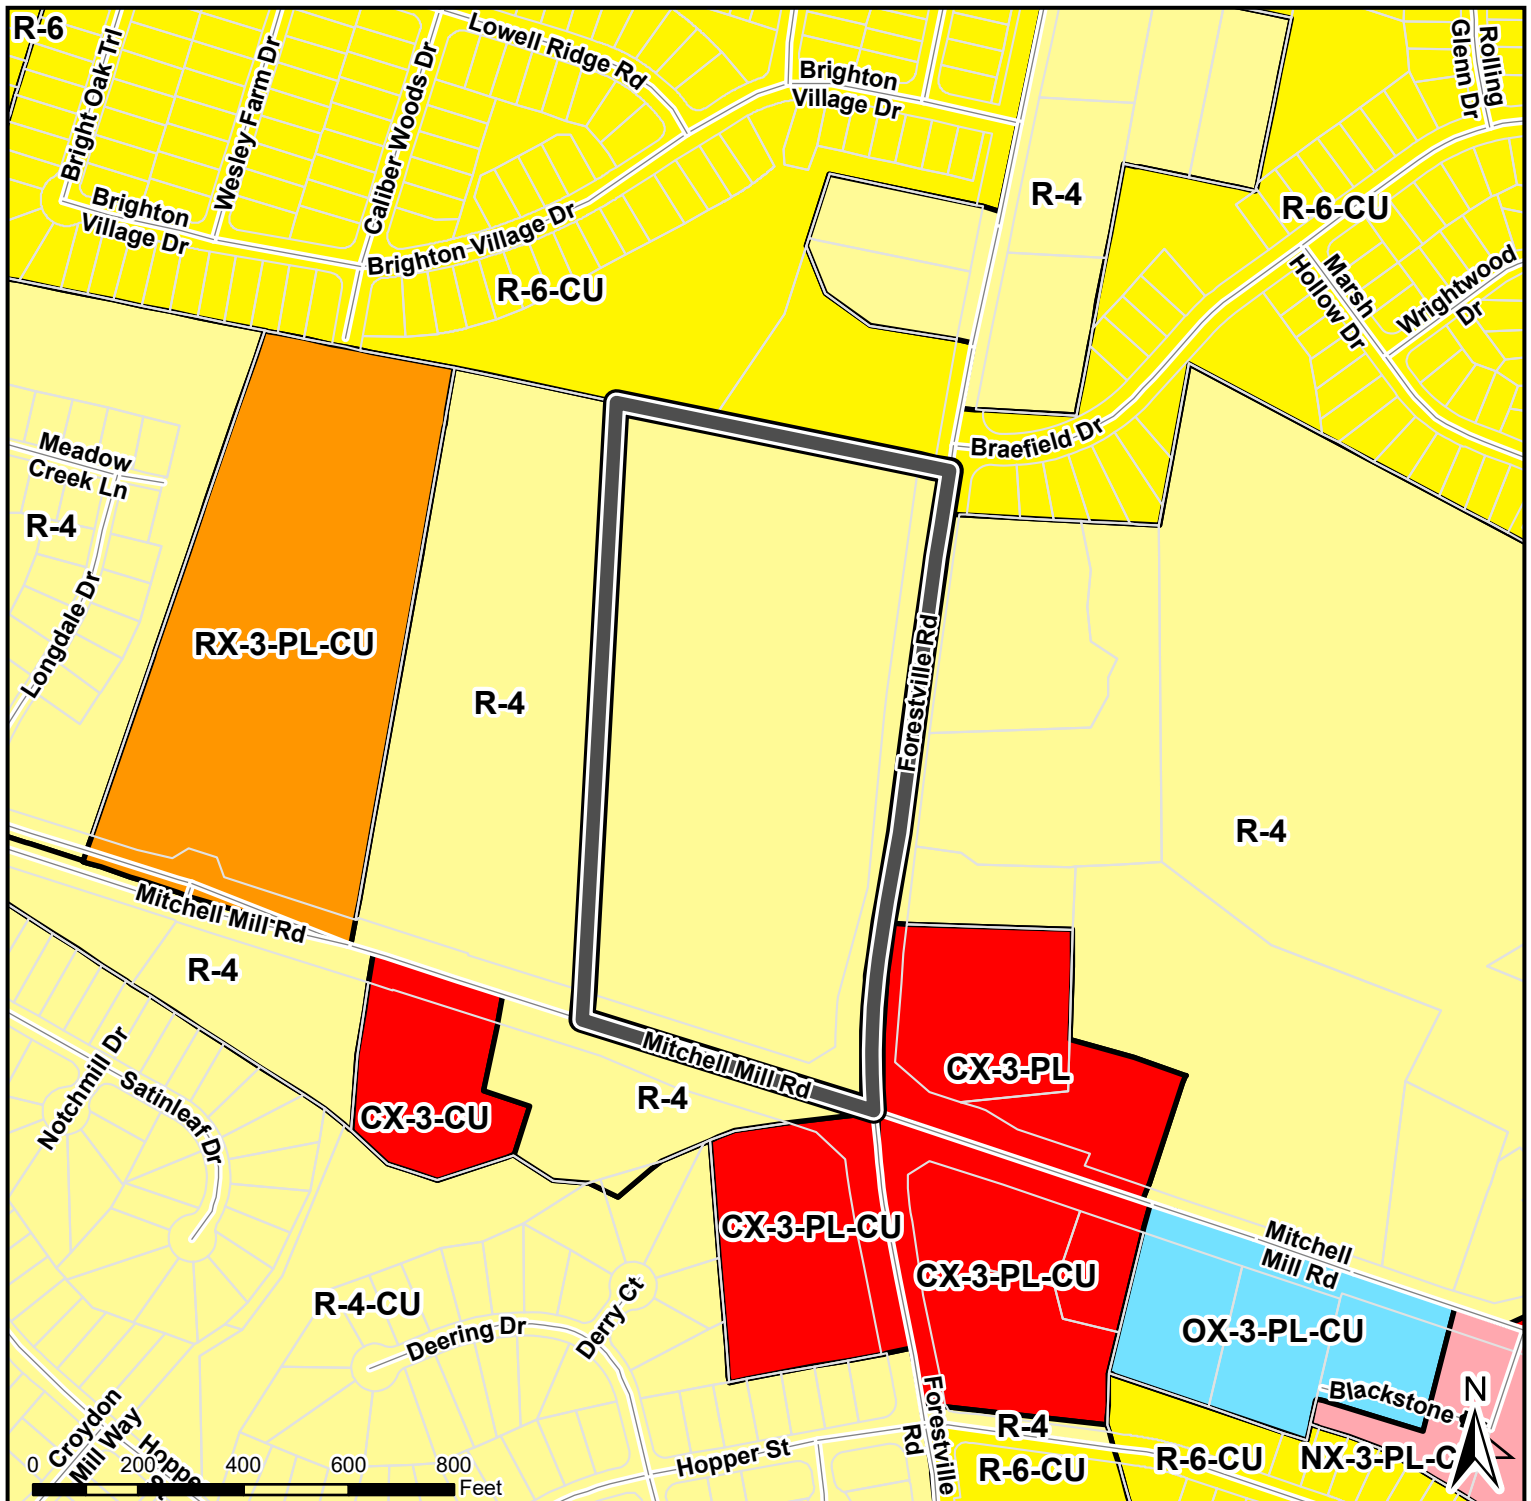 R-6
Bright Oak Trl
Wesley Farm Dr
Caliber Woods Dr
Lowell Ridge Rd
Brighton
Village Dr
Rolling
Glenn Dr
Brighton
Village Dr
Brighton Village Dr
R-4
R-6-CU
R-6-CU
Marsh
Hollow Dr
Wrightwood
Dr
Braefield Dr
Meadow
Creek Ln
R-4
Longdale Dr
RX-3-PL-CU
R-4
Forestville Rd
R-4
Mitchell Mill Rd
R-4
Mitchell Mill Rd
CX-3-PL
R-4
CX-3-CU
Notchmill Dr
Satinleaf Dr
CX-3-PL-CU
CX-3-PL-CU
Mitchell
Mill Rd
R-4-CU
Deering Dr
Derry Ct
OX-3-PL-CU
Blackstone
Forestville
Rd
R-4
R-6-CU
R-6-CU
NX-3-PL-C
N
Hopper St
Croydon
Mill Way
0 200 400 600 800
Feet